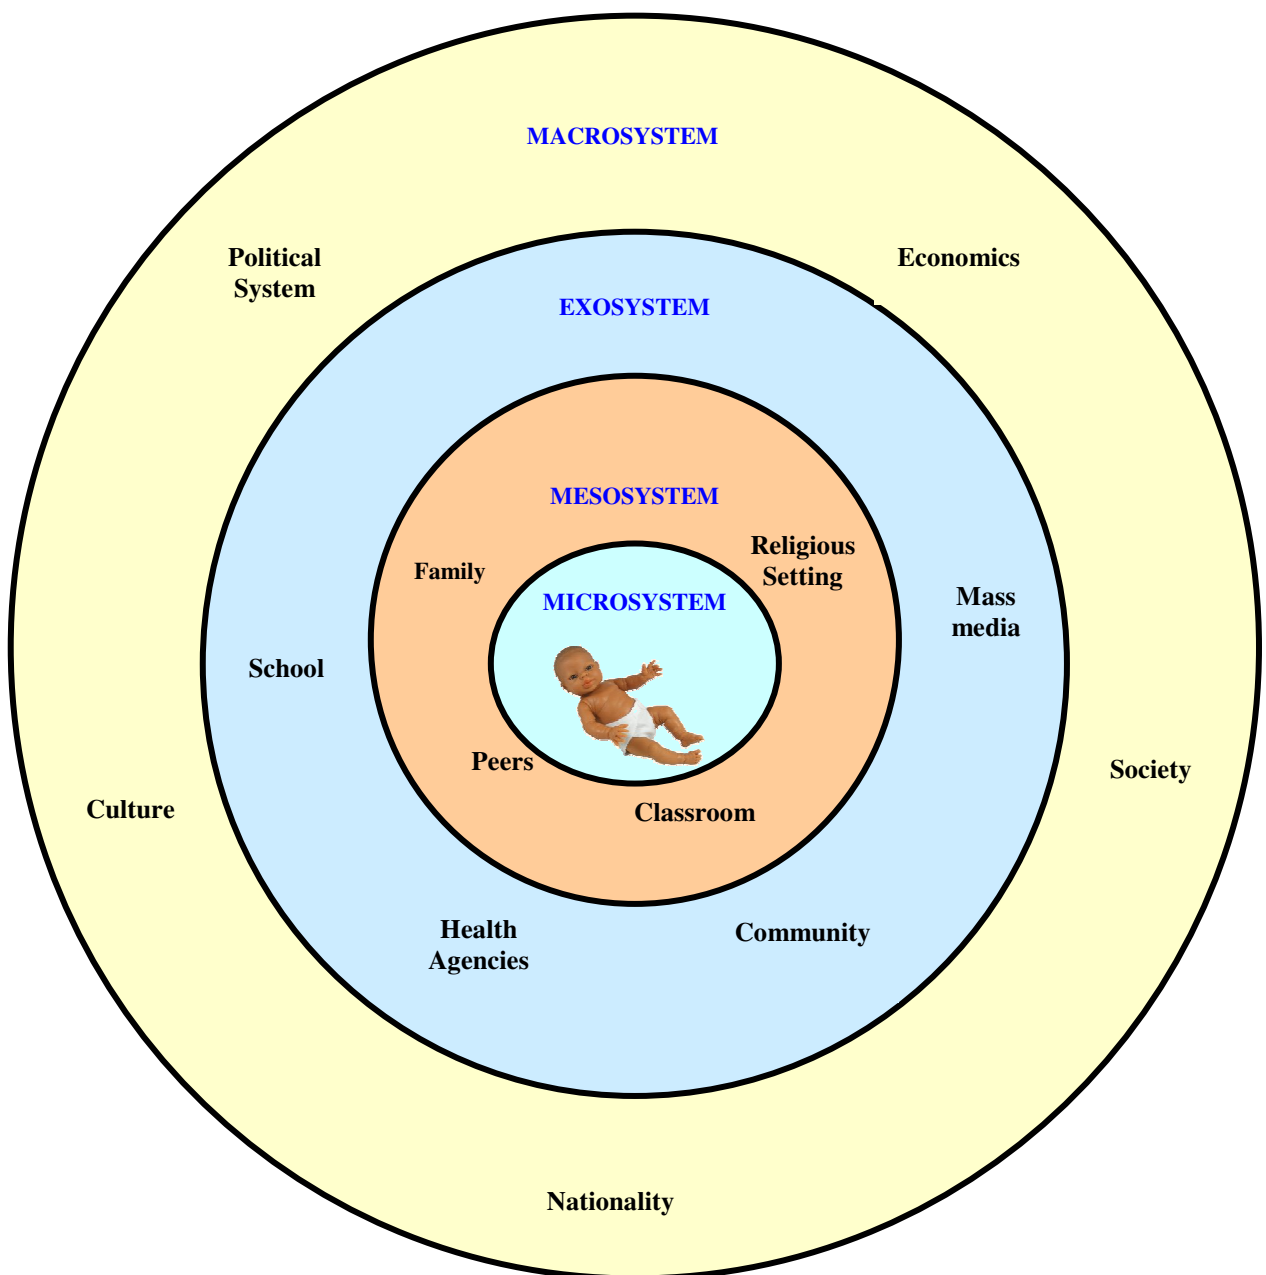 MACROSYSTEM
Political
System
Economics
EXOSYSTEM
MESOSYSTEM
Religious
Setting
Family
MICROSYSTEM
Mass
media
School
Peers
Society
Culture
Classroom
Health
Agencies
Community
Nationality